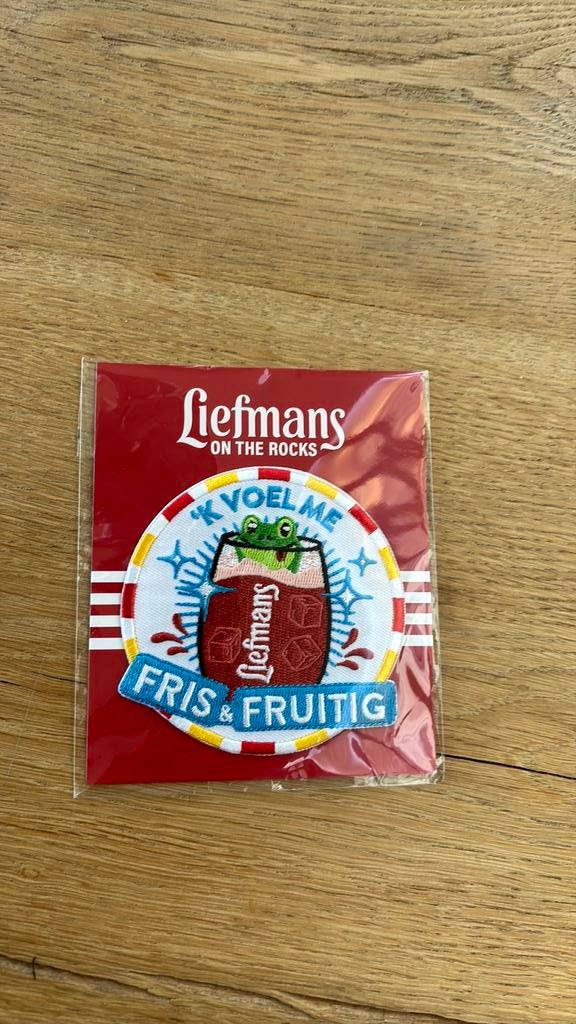 Liefmans
ON THE ROCKS
'K VOEL ME
Liefmans
FRIS & FRUITIG